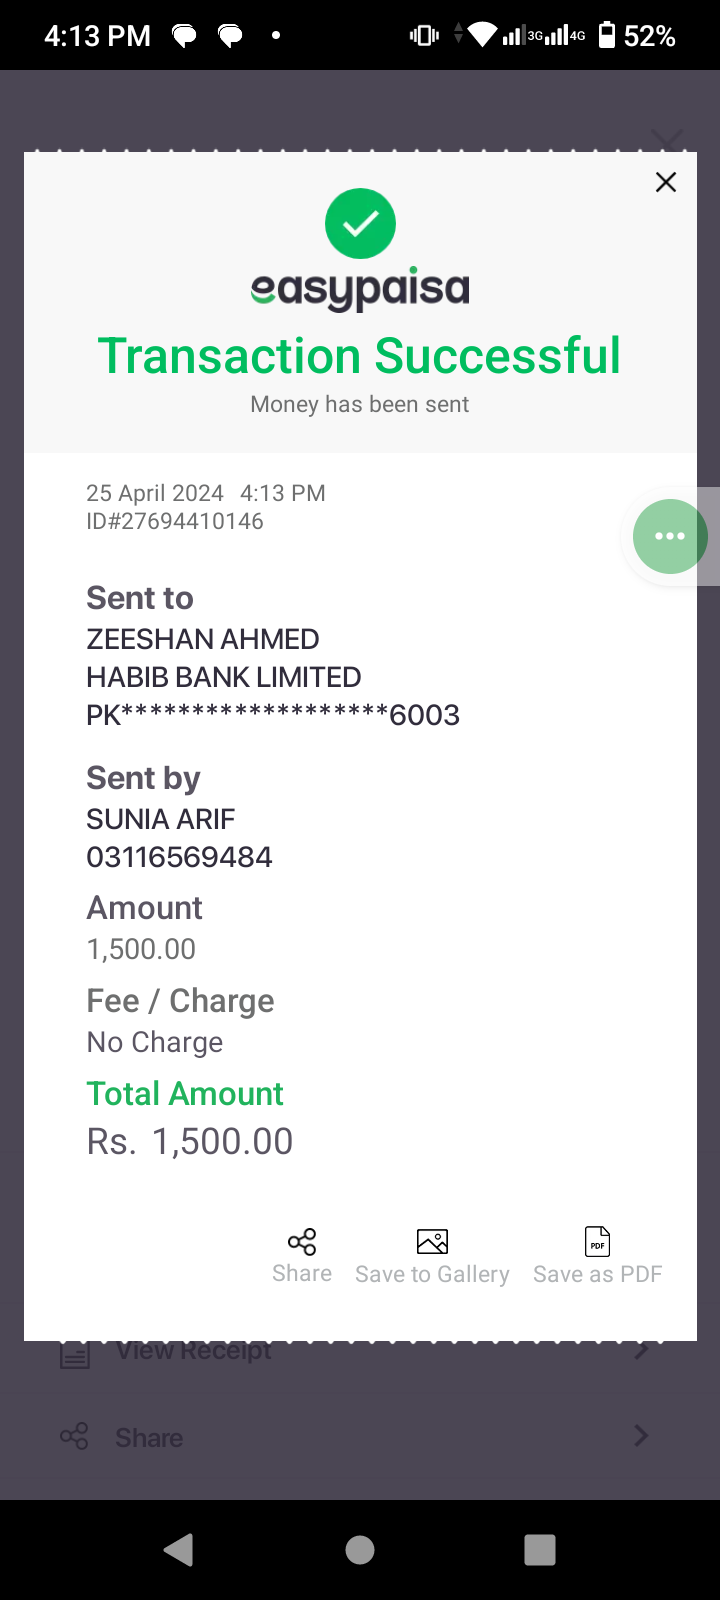 4:13 PM 3G 4G 52%
easypaisa
Transaction Successful
Money has been sent
25 April 2024 4:13 PM
ID#27694410146
Sent to
ZEESHAN AHMED
HABIB BANK LIMITED
PK*******************6003
Sent by
SUNIA ARIF
03116569484
Amount
1,500.00
Fee / Charge
No Charge
Total Amount
Rs. 1,500.00
Share Save to Gallery PDF Save as PDF
View Receipt
Share